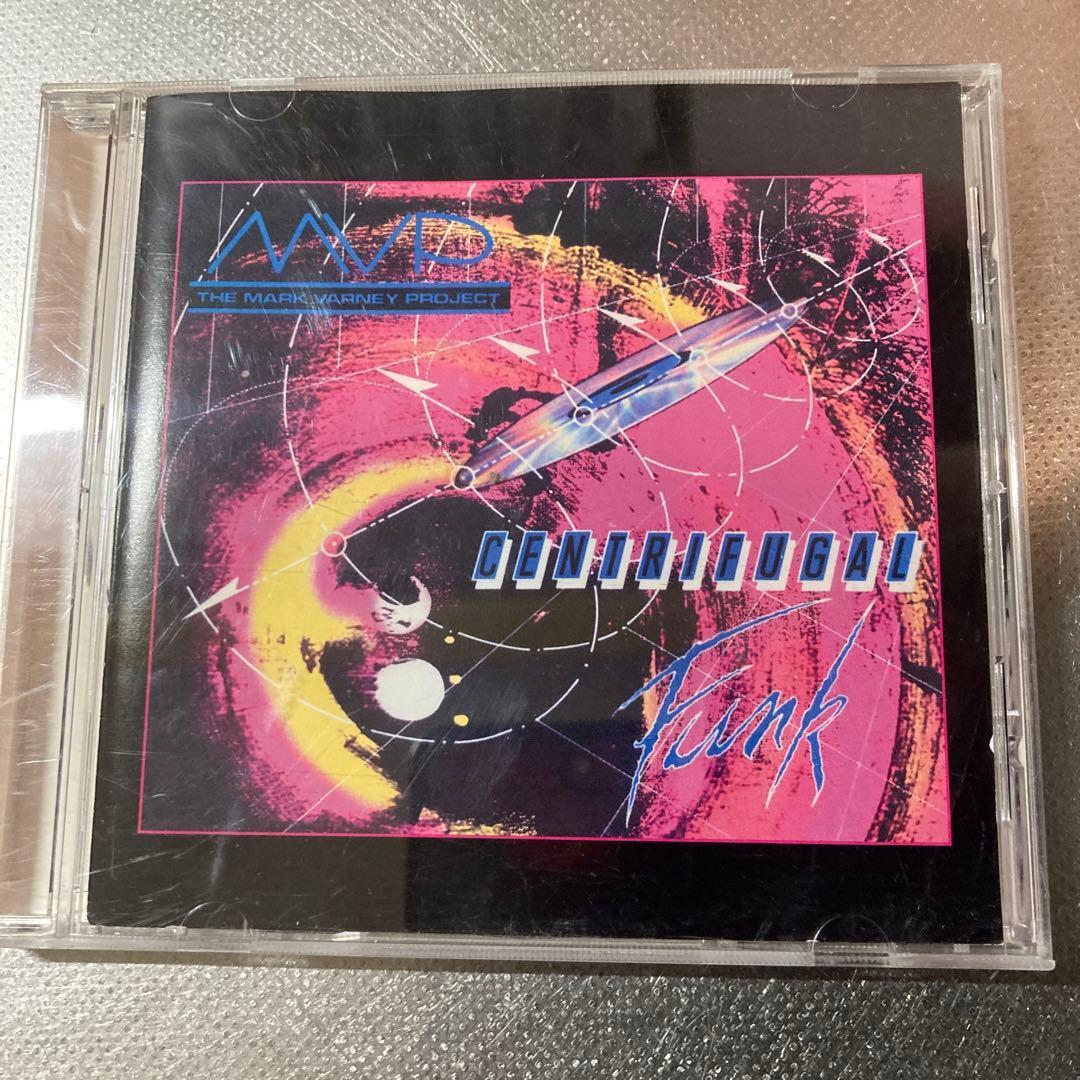 MVP
THE MARK VARNEY PROJECT
CENTRIFUGAL
Funk